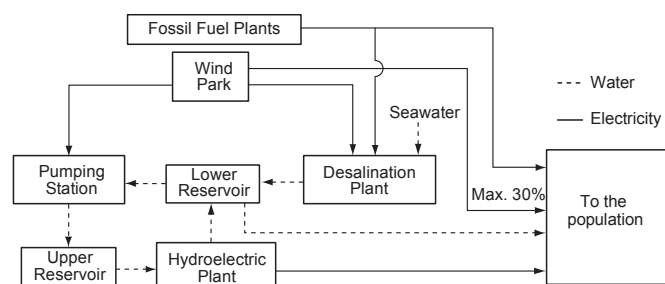 Fossil Fuel Plants
Wind
Park
Water
Seawater
Electricity
Pumping
Station
Lower
Reservoir
Desalination
Plant
Max. 30%
To the
population
Upper
Reservoir
Hydroelectric
Plant